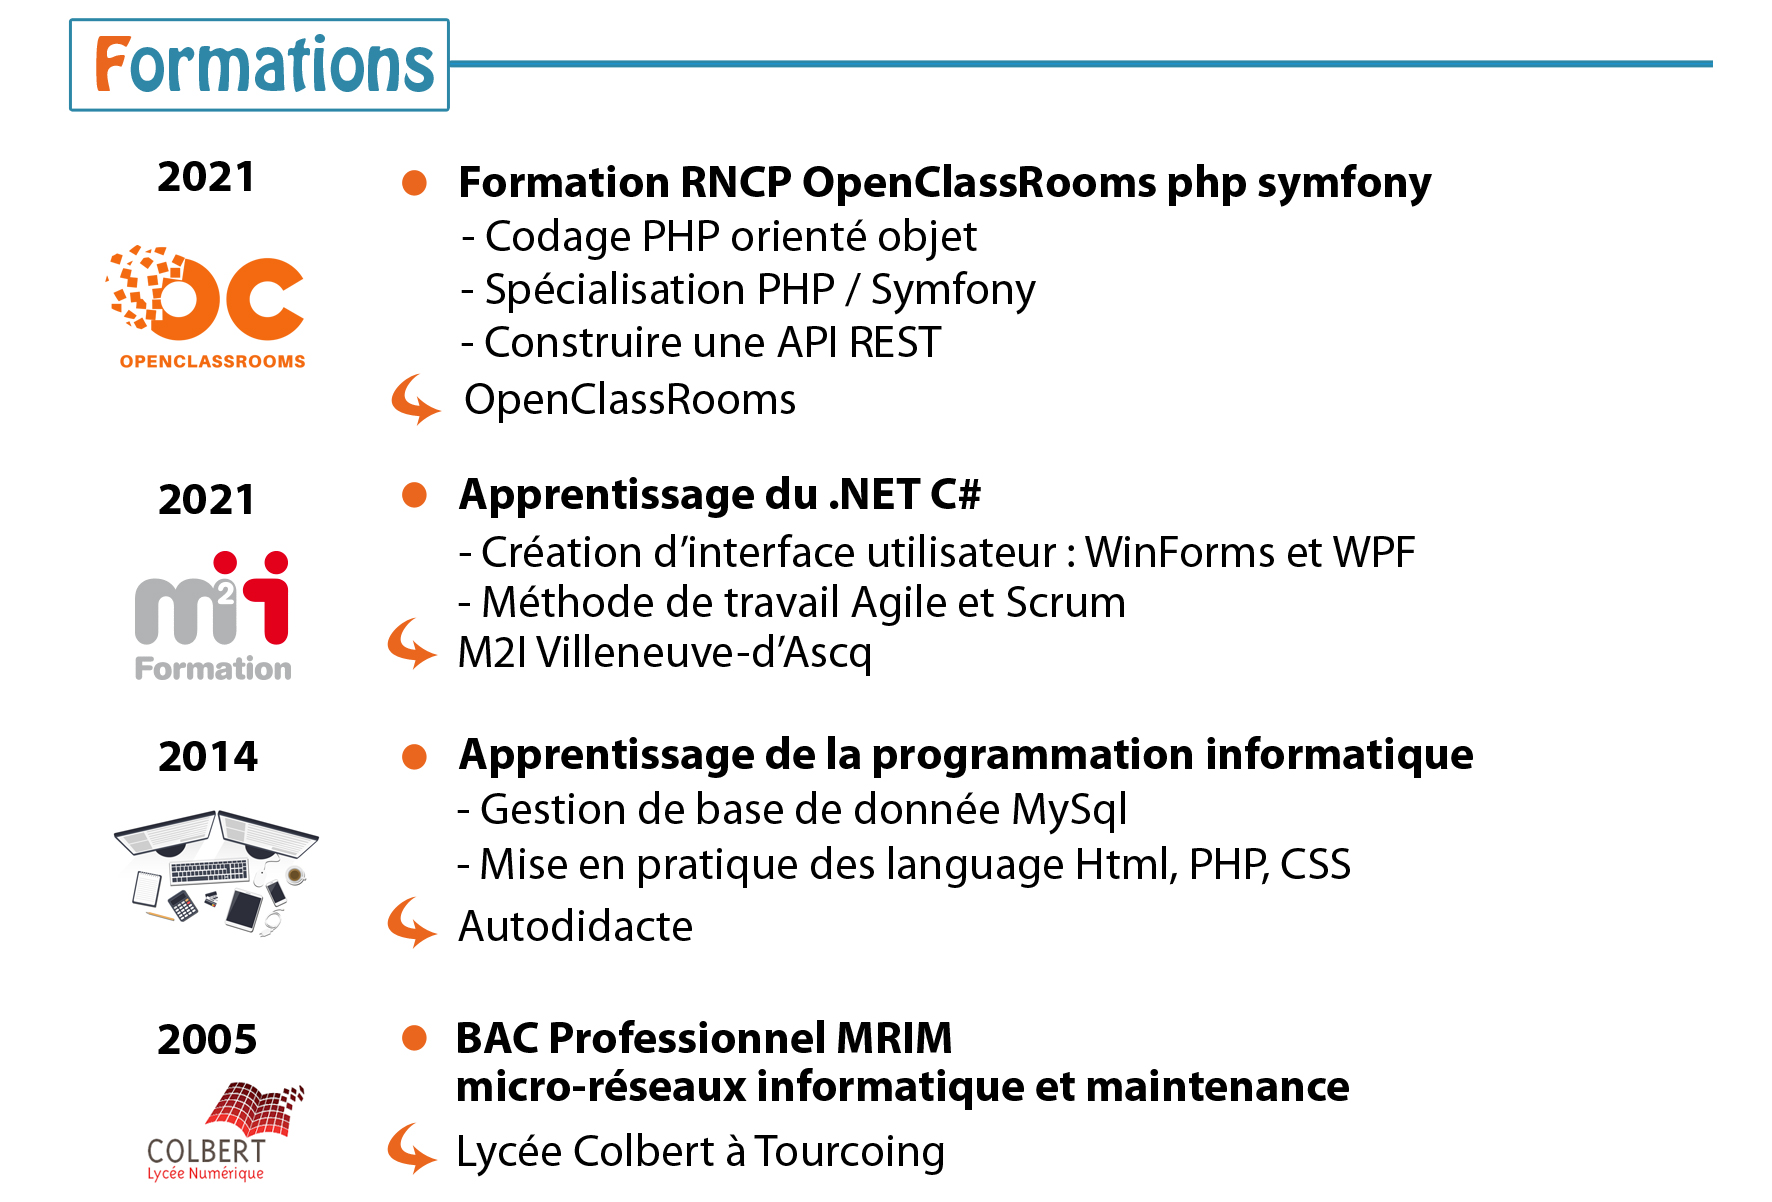 Formations
2021
Formation RNCP OpenClassRooms php symfony
- Codage PHP orienté objet
- Spécialisation PHP / Symfony
- Construire une API REST
OC
OPENCLASSROOMS
OpenClassRooms
2021
Apprentissage du .NET C#
- Création d’interface utilisateur : WinForms et WPF
- Méthode de travail Agile et Scrum
m2i
Formation
M2I Villeneuve-d’Ascq
2014
Apprentissage de la programmation informatique
- Gestion de base de donnée MySql
- Mise en pratique des language Html, PHP, CSS
Autodidacte
2005
BAC Professionnel MRIM
micro-réseaux informatique et maintenance
COLBERT
Lycée Numérique
Lycée Colbert à Tourcoing